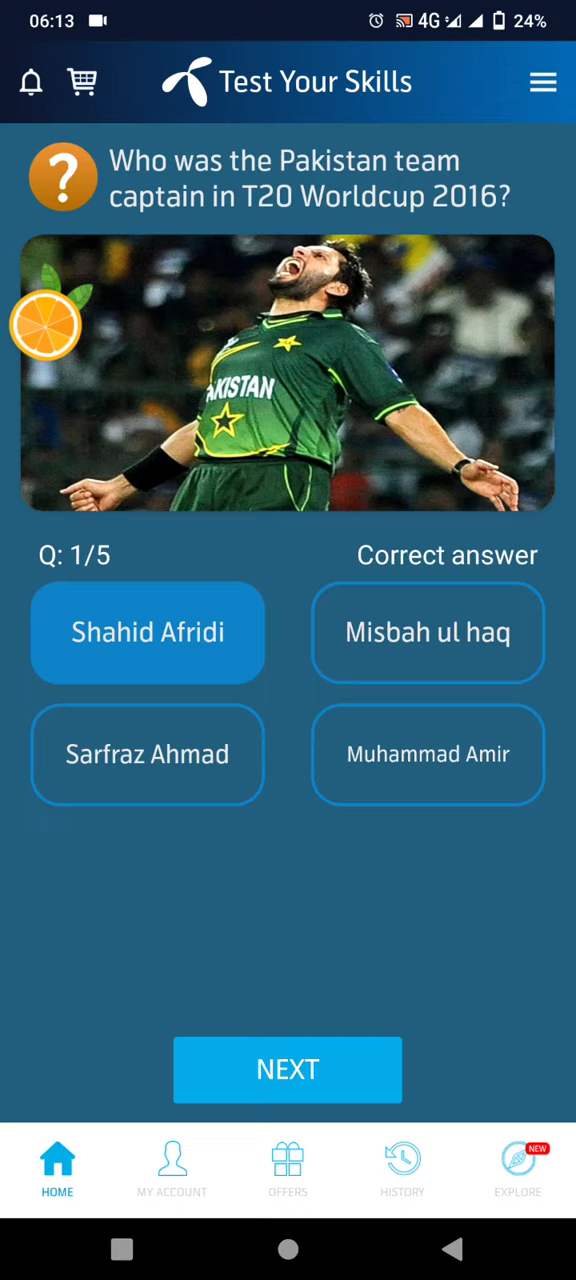 06:13
4G
24%
Test Your Skills
?
Who was the Pakistan team
captain in T20 Worldcup 2016?
AKISTAN
Q: 1/5
Correct answer
Shahid Afridi
Misbah ul haq
Sarfraz Ahmad
Muhammad Amir
NEXT
NEW
HOME
MY ACCOUNT
OFFERS
HISTORY
EXPLORE